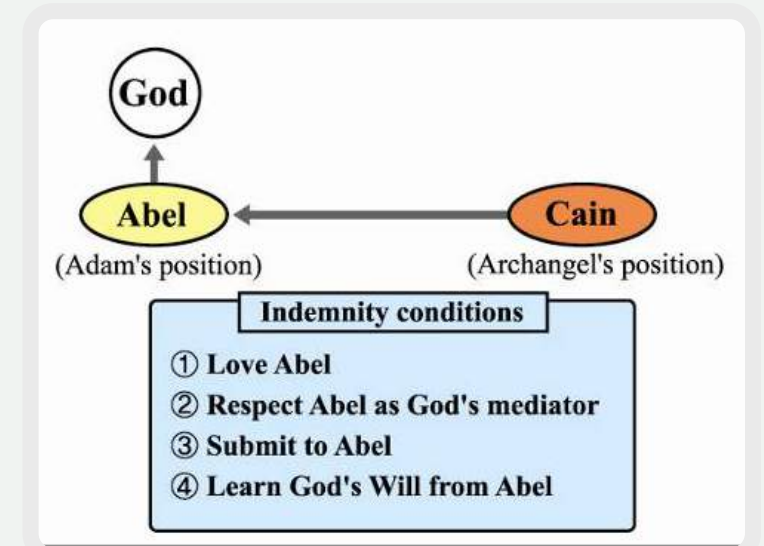 God
Abel
Cain
(Adam's position)
(Archangel's position)
Indemnity conditions
① Love Abel
② Respect Abel as God's mediator
③ Submit to Abel
④ Learn God's Will from Abel